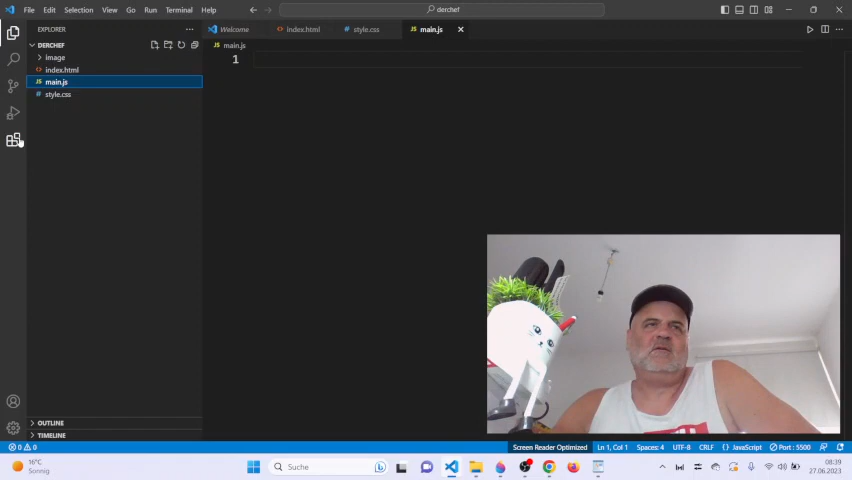 File Edit Selection View Go Run Terminal Help
derchef
EXPLORER
Welcome
index.html
style.css
main.js
DERCHEF
main.js
image
1
index.html
main.js
style.css
OUTLINE
TIMELINE
0 0
Screen Reader Optimized
Ln 1, Col 1
Spaces: 4
UTF-8
CRLF
JavaScript
Port : 5500
16°C
Sonnig
Suche
08:39
27.06.2023